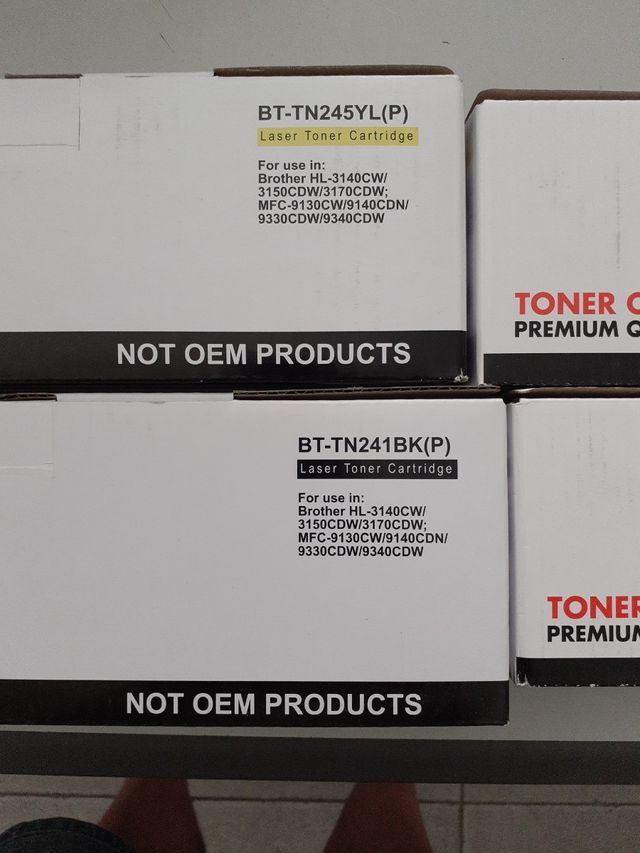 BT-TN245YL(P)
Laser Toner Cartridge
For use in:
Brother HL-3140CW/
3150CDW/3170CDW;
MFC-9130CW/9140CDN/
9330CDW/9340CDW
NOT OEM PRODUCTS
TONER
PREMIUM
BT-TN241BK(P)
Laser Toner Cartridge
For use in:
Brother HL-3140CW/
3150CDW/3170CDW;
MFC-9130CW/9140CDN/
9330CDW/9340CDW
NOT OEM PRODUCTS
TONER
PREMIUM